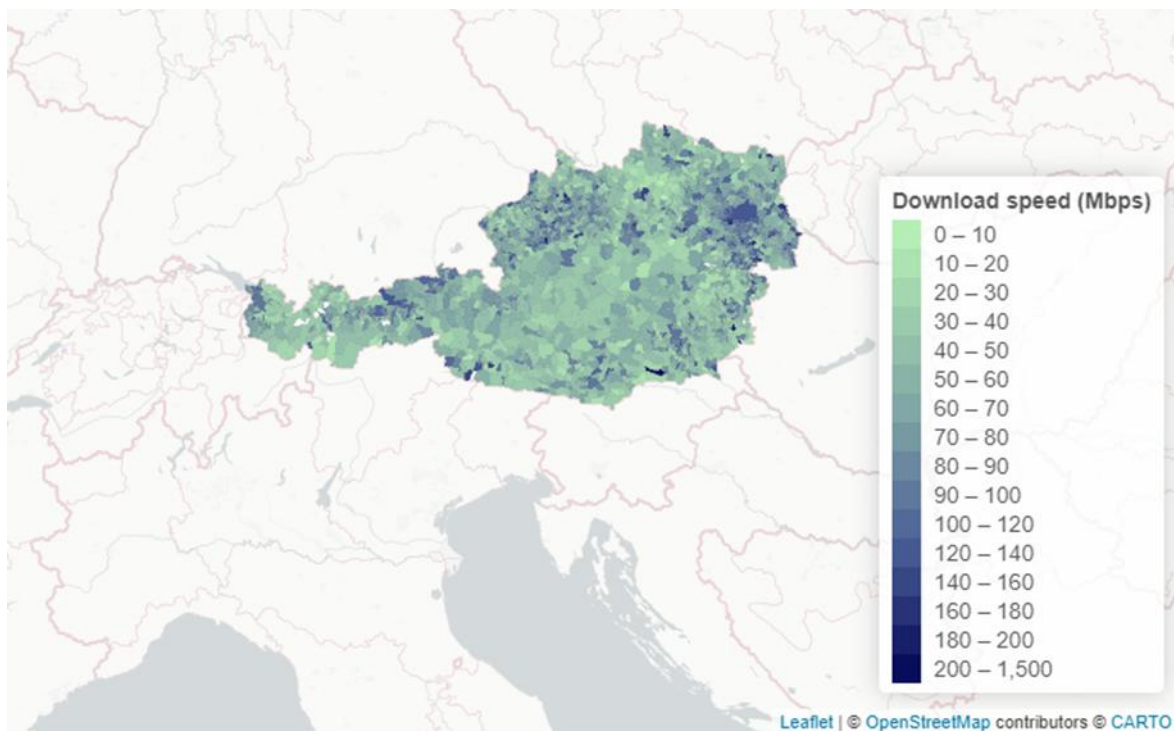 Download speed (Mbps)
0 – 10
10 – 20
20 – 30
30 – 40
40 – 50
50 – 60
60 – 70
70 – 80
80 – 90
90 – 100
100 – 120
120 – 140
140 – 160
160 – 180
180 – 200
200 – 1,500
Leaflet | © OpenStreetMap contributors © CARTO